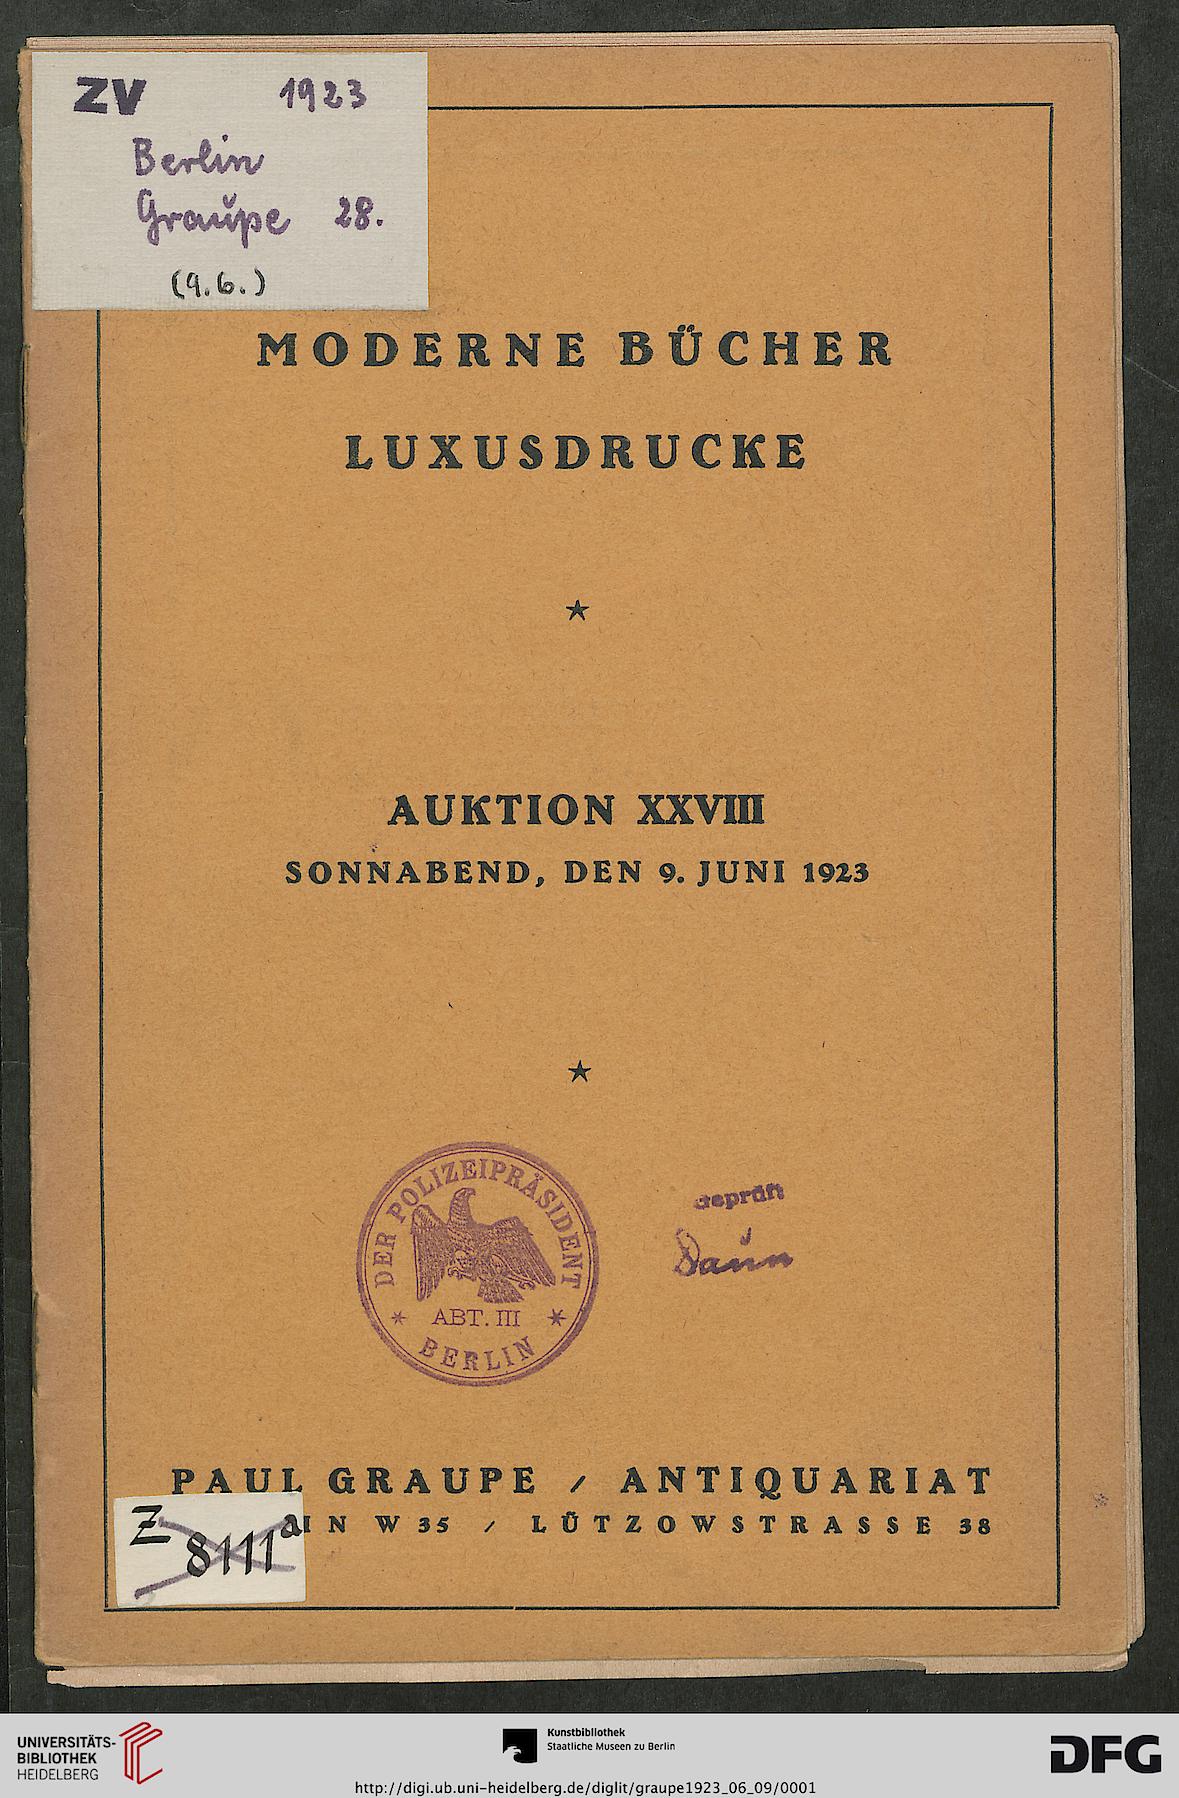 ZV 1923
Berlin
Graupe 28.
(9.6.)
MODERNE BÜCHER
LUXUSDRUCKE
AUKTION XXVIII
SONNABEND, DEN 9. JUNI 1923
DER POLIZEIPRÄSIDENT
* ABT. III *
BERLIN
Geprüft
PAUL GRAUPE / ANTIQUARIAT
IN W 35 / LÜTZOWSTRASSE 38
Z 8111a
UNIVERSITÄTS-
BIBLIOTHEK
HEIDELBERG
Kunstbibliothek
Staatliche Museen zu Berlin
DFG
http://digi.ub.uni-heidelberg.de/diglit/graupe1923_06_09/0001